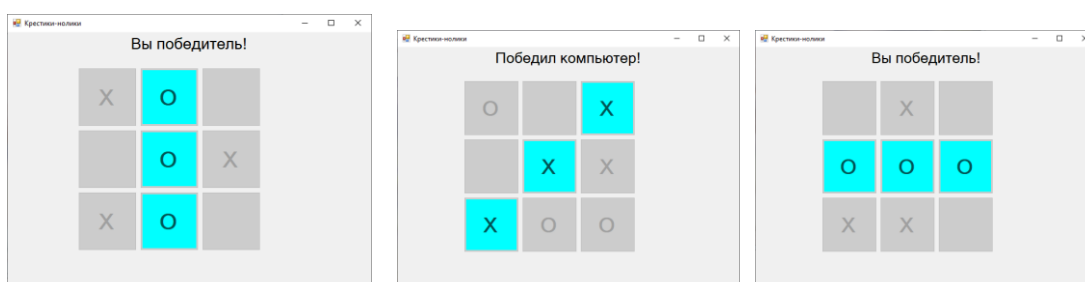 Крестики-нолики
Вы победитель!
X O
O X
X O
Крестики-нолики
Победил компьютер!
O X
X X
X O O
Крестики-нолики
Вы победитель!
X
O O O
X X